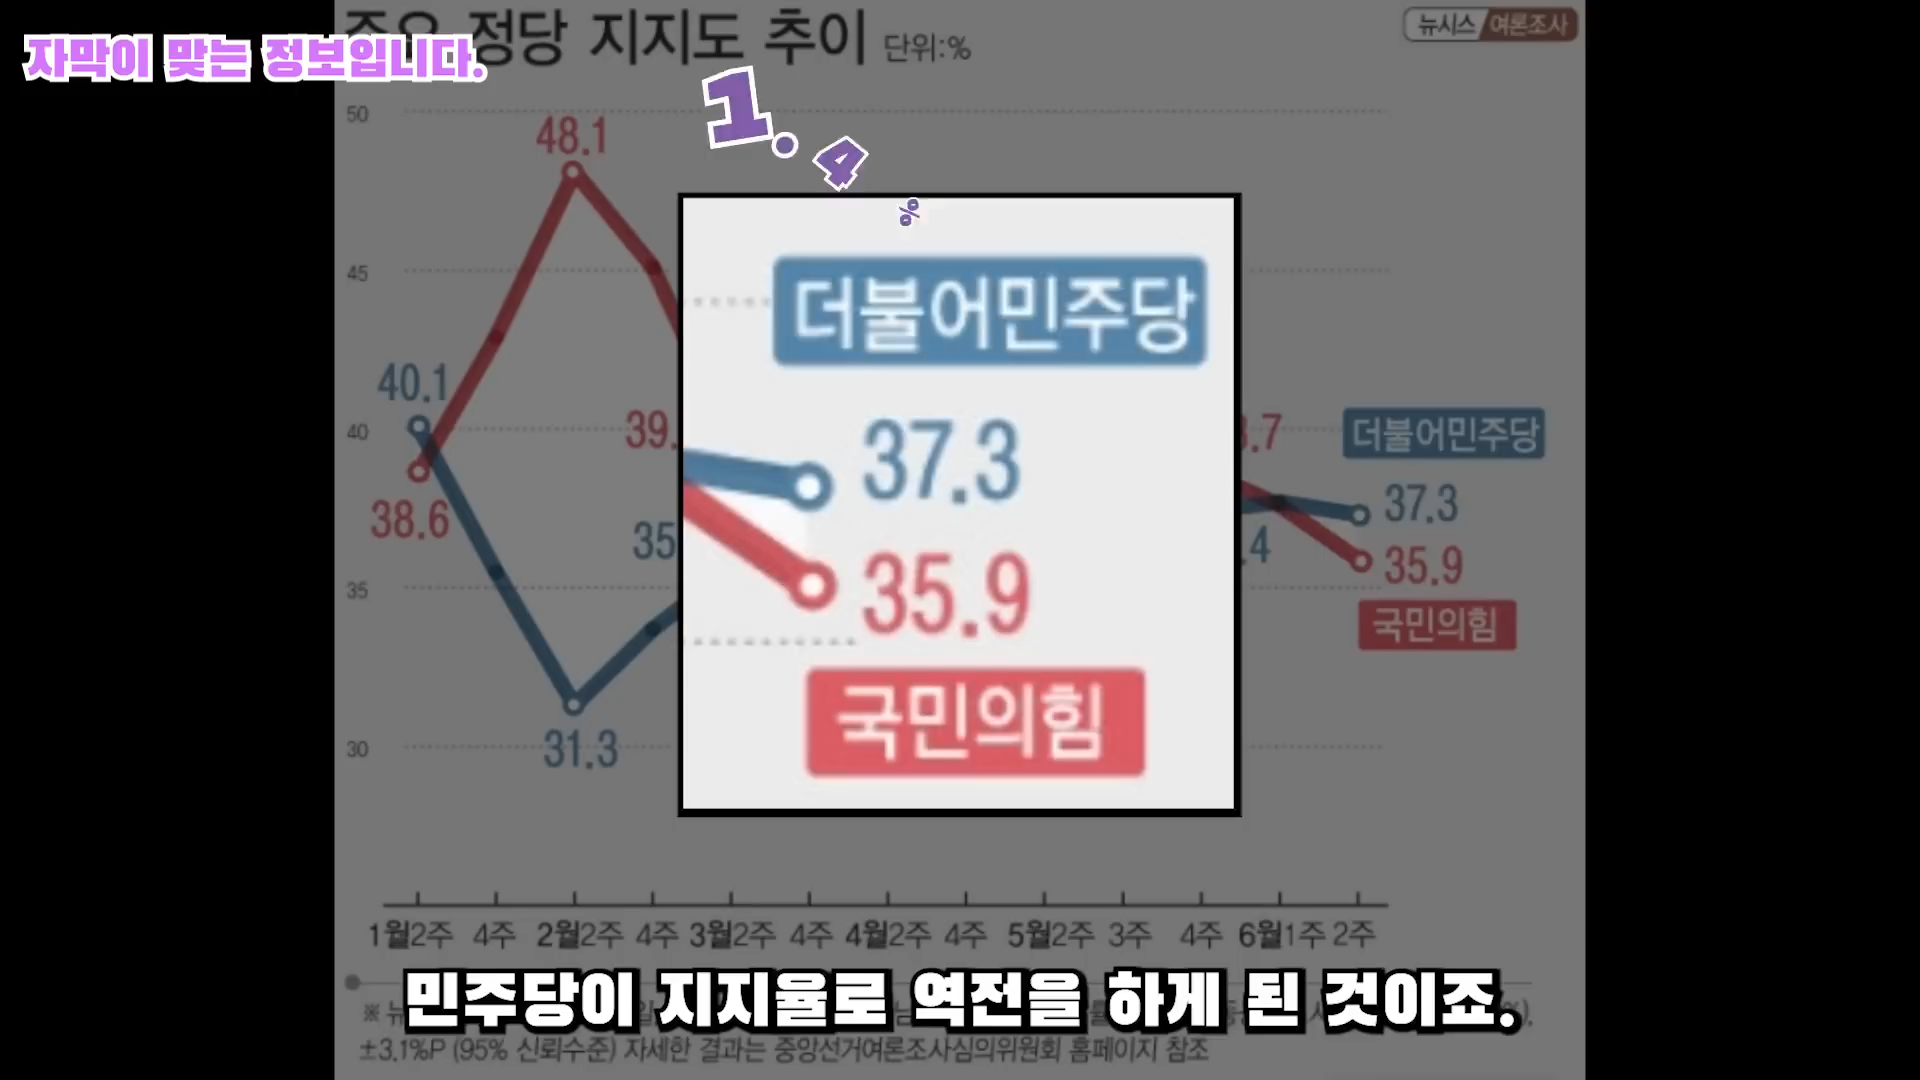 주요 정당 지지도 추이 단위:%
뉴시스 여론조사
자막이 맞는 정보입니다.
1.4%
50
48.1
45
40.1
40
39.
38.6
35
35
31.3
30
더불어민주당
37.3
35.9
국민의힘
.7
더불어민주당
37.3
.4
35.9
국민의힘
1월2주 4주 2월2주 4주 3월2주 4주 4월2주 4주 5월2주 3주 4주 6월1주 2주
민주당이 지지율로 역전을 하게 된 것이죠.
±3.1%P (95% 신뢰수준) 자세한 결과는 중앙선거여론조사심의위원회 홈페이지 참조